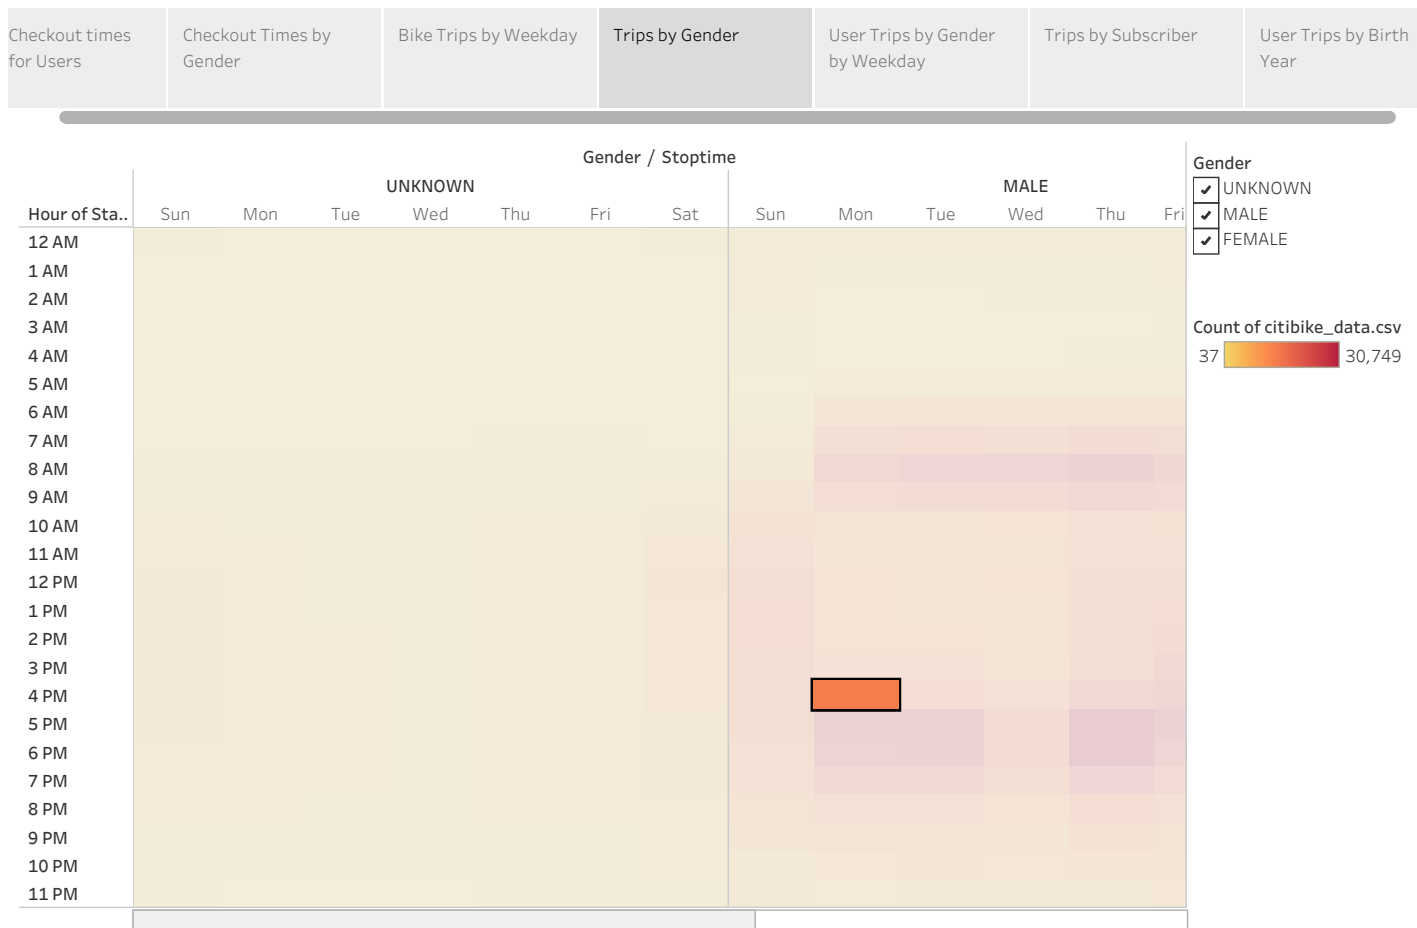 Checkout times
for Users
Checkout Times by
Gender
Bike Trips by Weekday
Trips by Gender
User Trips by Gender
by Weekday
Trips by Subscriber
User Trips by Birth
Year
Gender / Stoptime
UNKNOWN MALE
Hour of Sta.. Sun Mon Tue Wed Thu Fri Sat Sun Mon Tue Wed Thu Fri
12 AM
1 AM
2 AM
3 AM
4 AM
5 AM
6 AM
7 AM
8 AM
9 AM
10 AM
11 AM
12 PM
1 PM
2 PM
3 PM
4 PM
5 PM
6 PM
7 PM
8 PM
9 PM
10 PM
11 PM
Gender
UNKNOWN
MALE
FEMALE
Count of citibike_data.csv
37 30,749